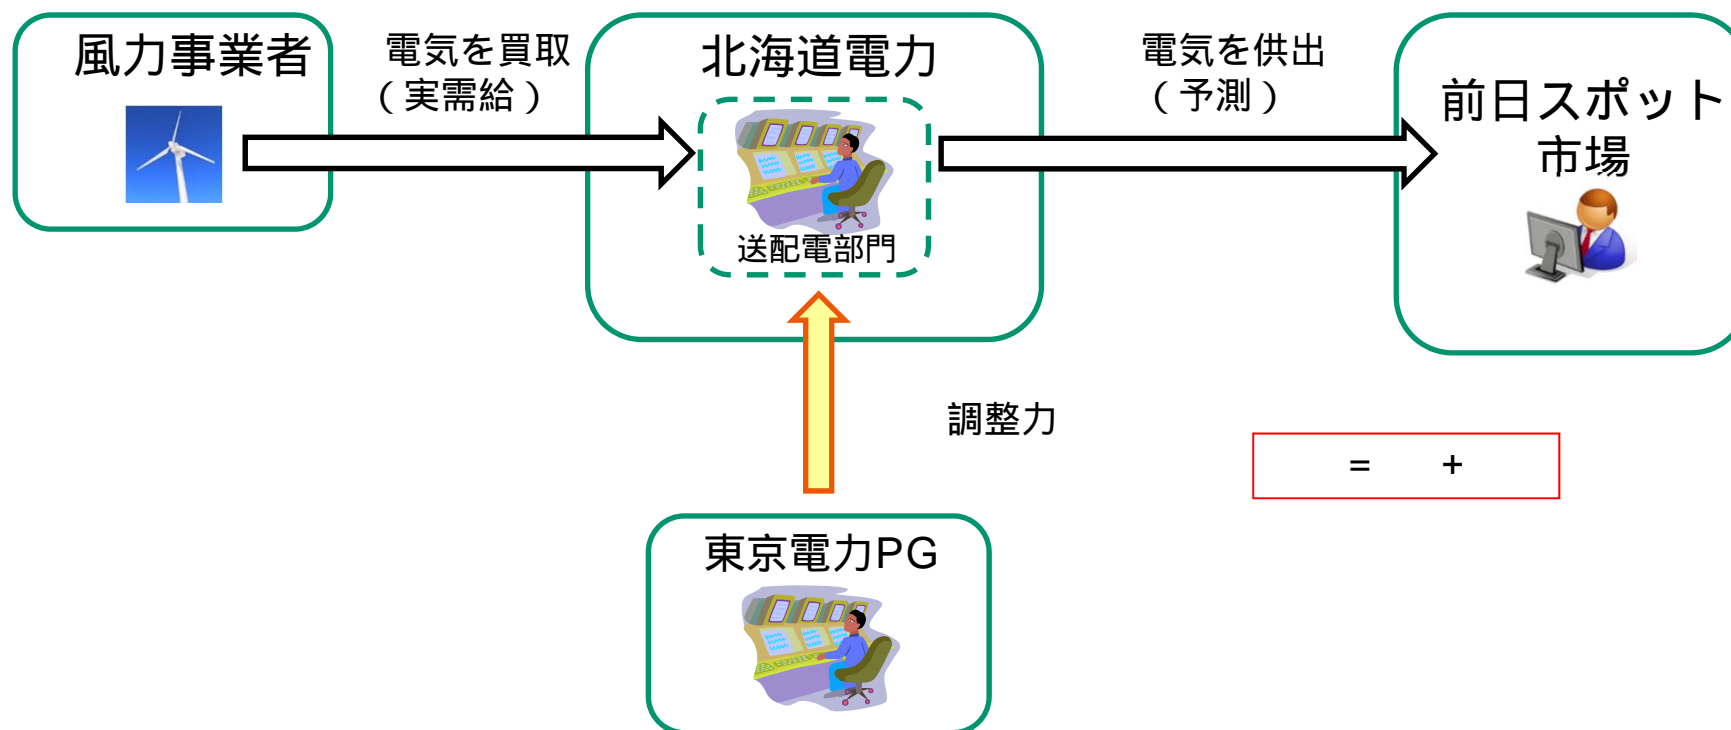 風力事業者
電気を買取
（実需給）
北海道電力
送配電部門
電気を供出
（予測）
前日スポット
市場
調整力
= +
東京電力PG